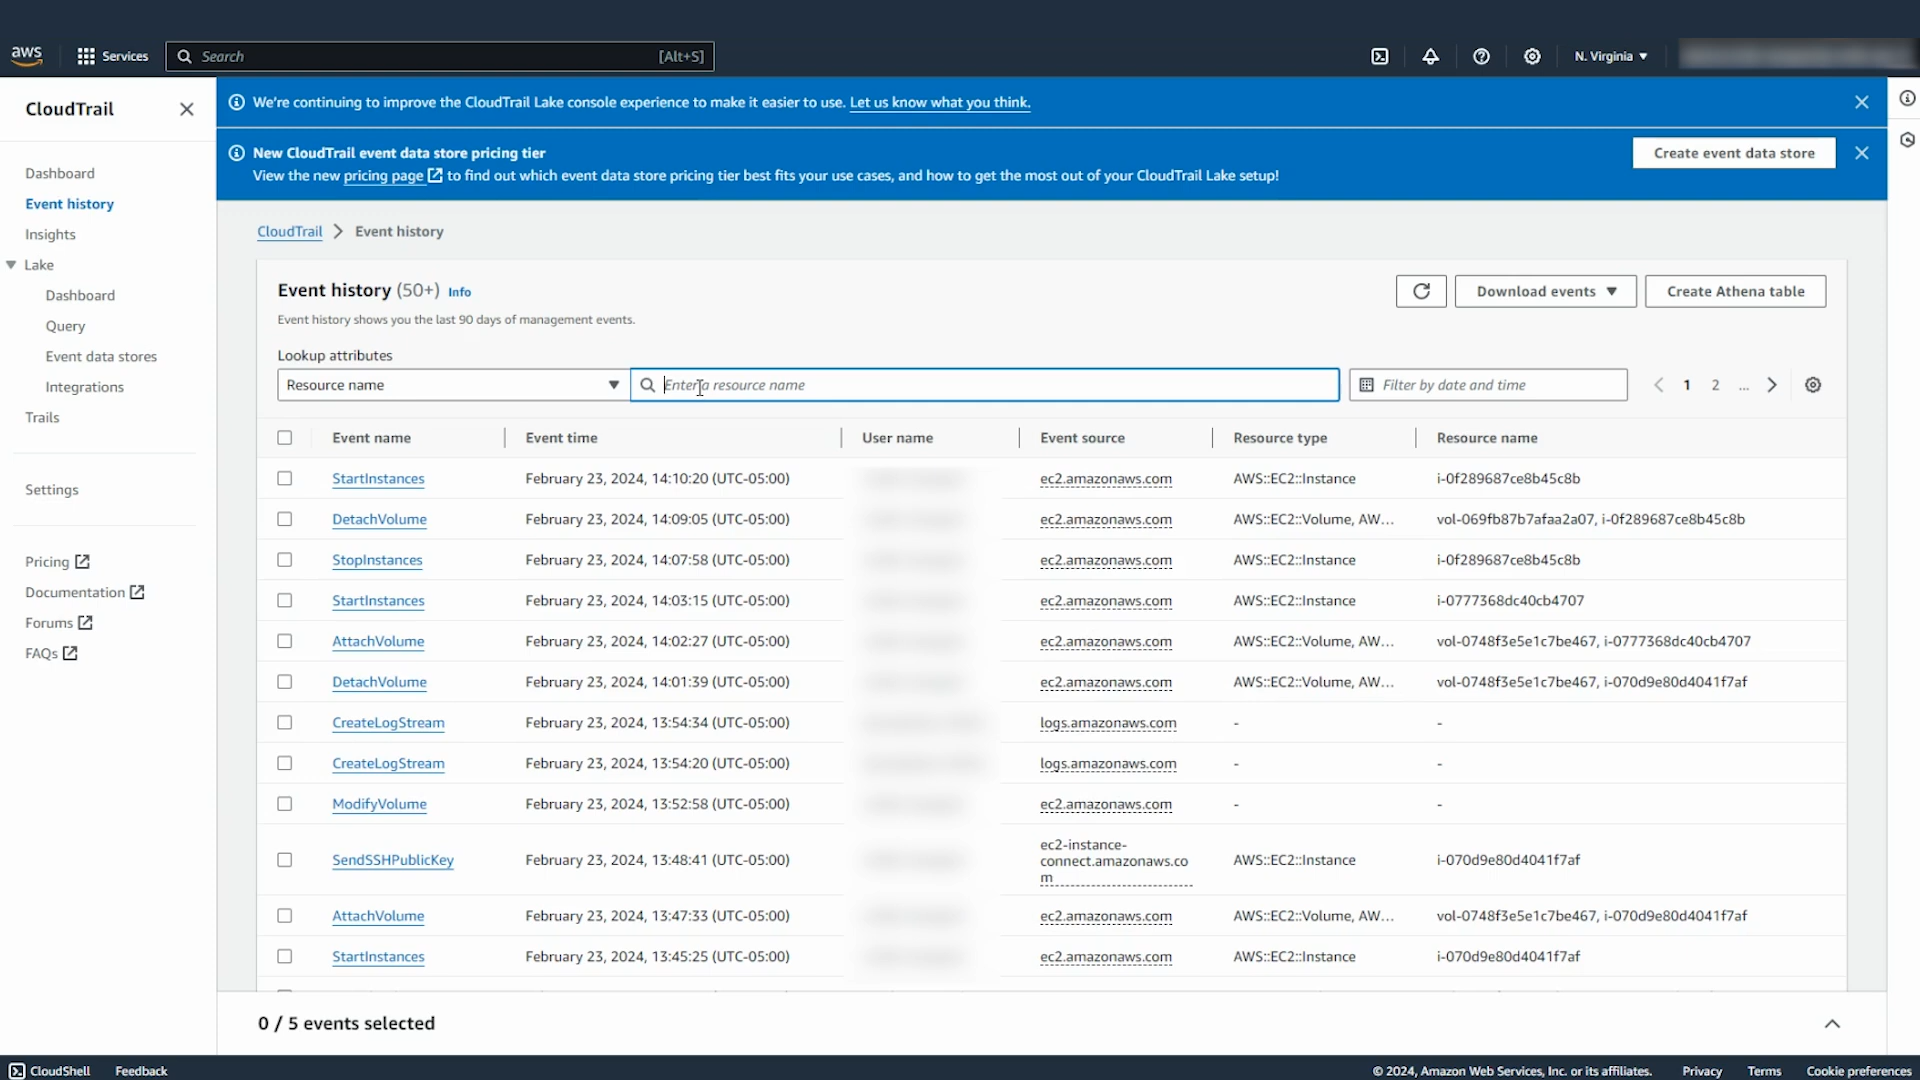 aws
Services
Search [Alt+S]
N. Virginia
CloudTrail
We're continuing to improve the CloudTrail Lake console experience to make it easier to use. Let us know what you think.
New CloudTrail event data store pricing tier
View the new pricing page to find out which event data store pricing tier best fits your use cases, and how to get the most out of your CloudTrail Lake setup!
Create event data store
Dashboard
Event history
Insights
Lake
Dashboard
Query
Event data stores
Integrations
Trails
Settings
Pricing
Documentation
Forums
FAQs
CloudTrail > Event history
Event history (50+) Info
Event history shows you the last 90 days of management events.
Download events
Create Athena table
Lookup attributes
Resource name
Enter a resource name
Filter by date and time
1 2 ...
Event name Event time User name Event source Resource type Resource name
StartInstances February 23, 2024, 14:10:20 (UTC-05:00) ec2.amazonaws.com AWS::EC2::Instance i-0f289687ce8b45c8b
DetachVolume February 23, 2024, 14:09:05 (UTC-05:00) ec2.amazonaws.com AWS::EC2::Volume, AW... vol-069fb87b7afaa2a07, i-0f289687ce8b45c8b
StopInstances February 23, 2024, 14:07:58 (UTC-05:00) ec2.amazonaws.com AWS::EC2::Instance i-0f289687ce8b45c8b
StartInstances February 23, 2024, 14:03:15 (UTC-05:00) ec2.amazonaws.com AWS::EC2::Instance i-0777368dc40cb4707
AttachVolume February 23, 2024, 14:02:27 (UTC-05:00) ec2.amazonaws.com AWS::EC2::Volume, AW... vol-0748f3e5e1c7be467, i-0777368dc40cb4707
DetachVolume February 23, 2024, 14:01:39 (UTC-05:00) ec2.amazonaws.com AWS::EC2::Volume, AW... vol-0748f3e5e1c7be467, i-070d9e80d4041f7af
CreateLogStream February 23, 2024, 13:54:34 (UTC-05:00) logs.amazonaws.com - -
CreateLogStream February 23, 2024, 13:54:20 (UTC-05:00) logs.amazonaws.com - -
ModifyVolume February 23, 2024, 13:52:58 (UTC-05:00) ec2.amazonaws.com - -
ec2-instance-
SendSSHPublicKey February 23, 2024, 13:48:41 (UTC-05:00) connect.amazonaws.co AWS::EC2::Instance i-070d9e80d4041f7af
m
AttachVolume February 23, 2024, 13:47:33 (UTC-05:00) ec2.amazonaws.com AWS::EC2::Volume, AW... vol-0748f3e5e1c7be467, i-070d9e80d4041f7af
StartInstances February 23, 2024, 13:45:25 (UTC-05:00) ec2.amazonaws.com AWS::EC2::Instance i-070d9e80d4041f7af
0 / 5 events selected
CloudShell Feedback
© 2024, Amazon Web Services, Inc. or its affiliates. Privacy Terms Cookie preferences